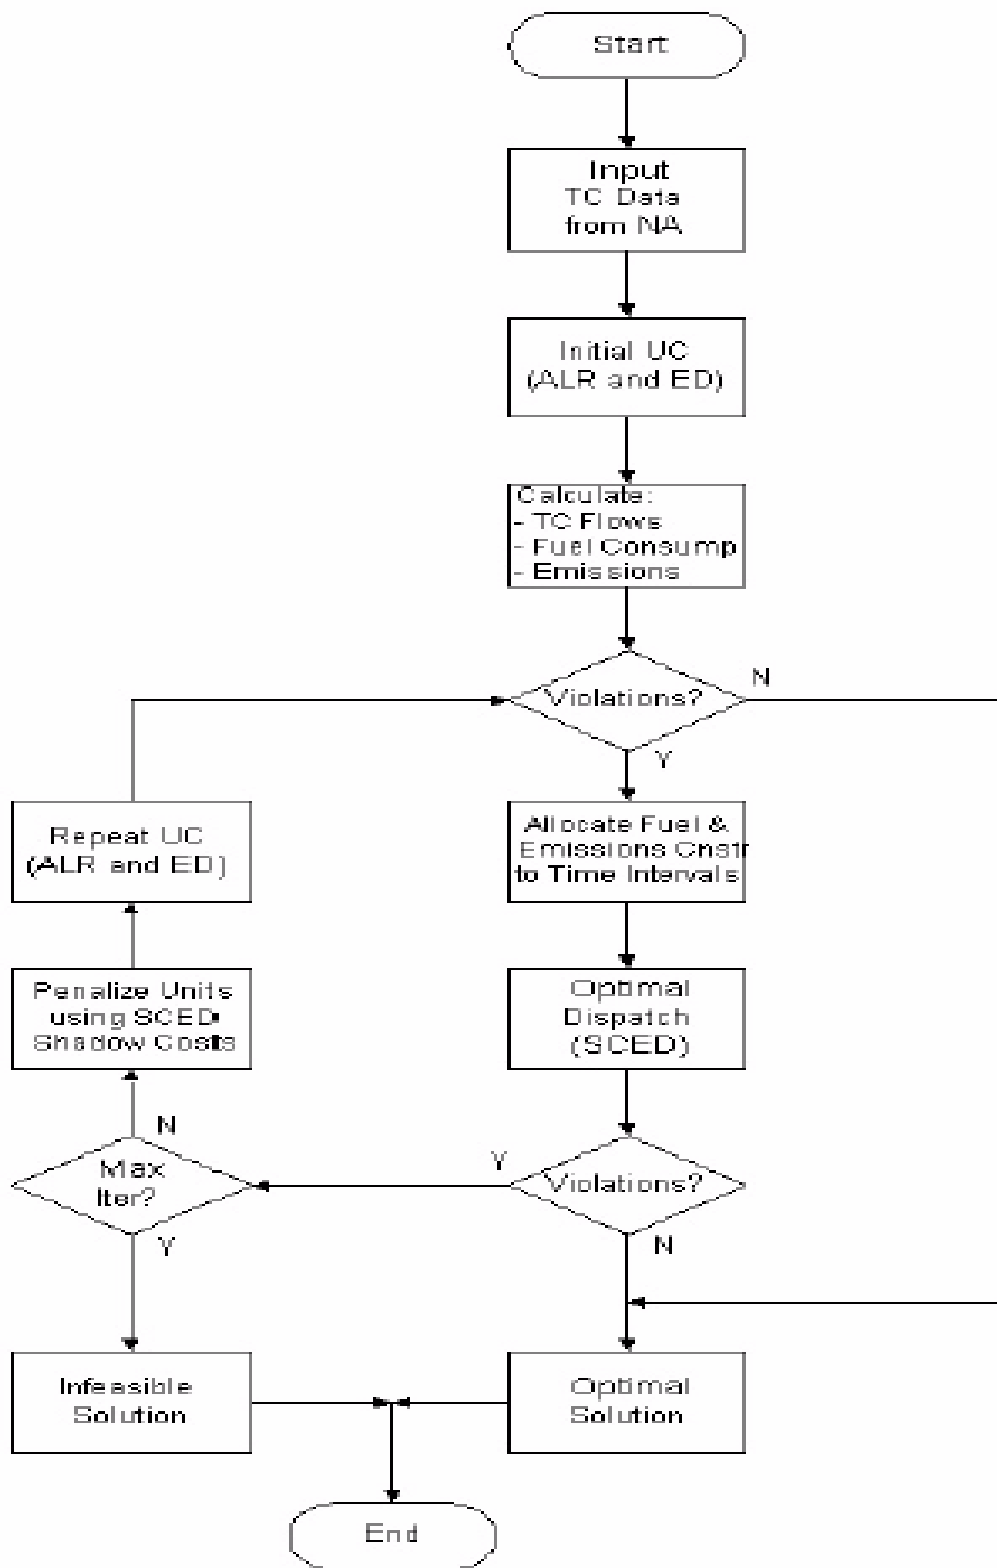 Start
Input
TC Data
from NA
Initial UC
(ALR and ED)
Calculate:
- TC Flows
- Fuel Consump
- Emissions
Violations?
N
Y
Allocate Fuel &
Emissions Cnstr
to Time Intervals
Repeat UC
(ALR and ED)
Optimal
Dispatch
(SCED)
Penalize Units
using SCED
Shadow Costs
N
Max
Iter?
Y
Y
Violations?
N
Infeasible
Solution
Optimal
Solution
End